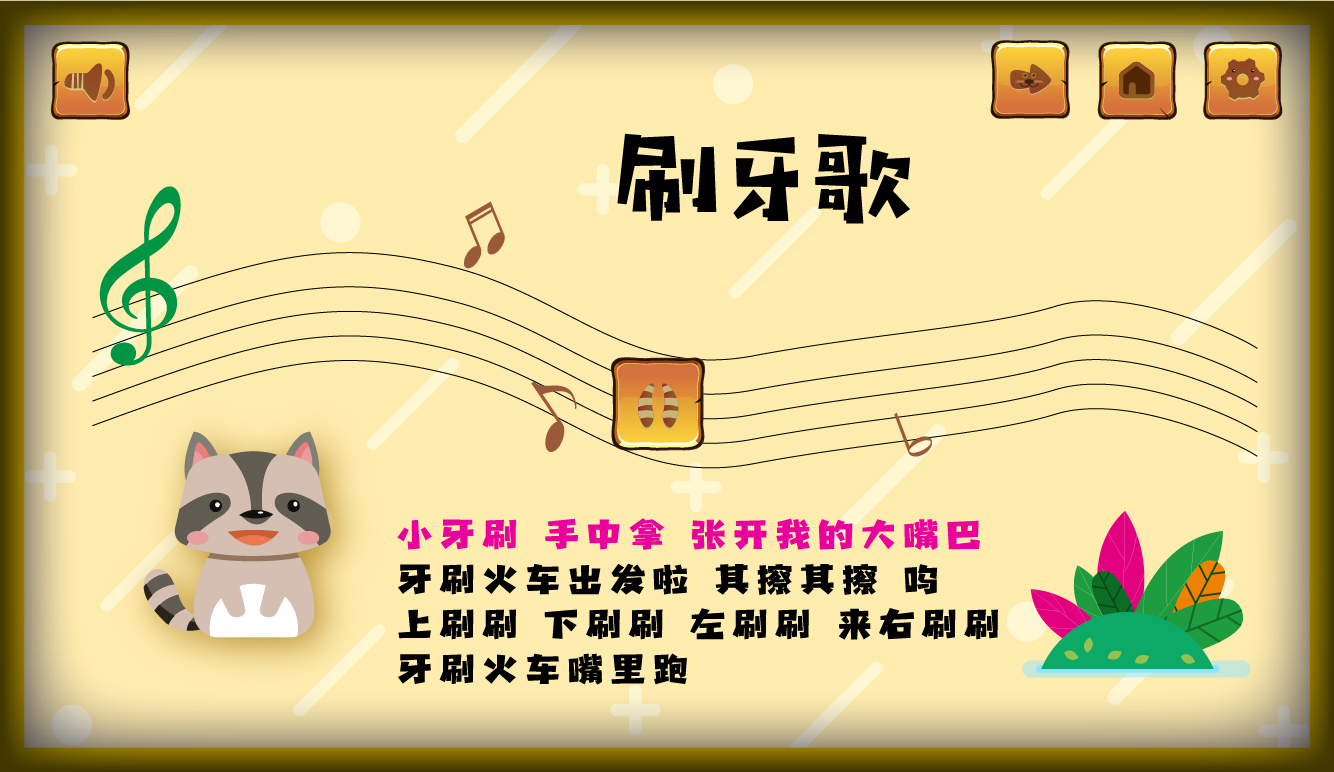 刷牙歌
小牙刷 手中拿 张开我的大嘴巴
牙刷火车出发啦 其擦其擦 呜
上刷刷 下刷刷 左刷刷 来右刷刷
牙刷火车嘴里跑